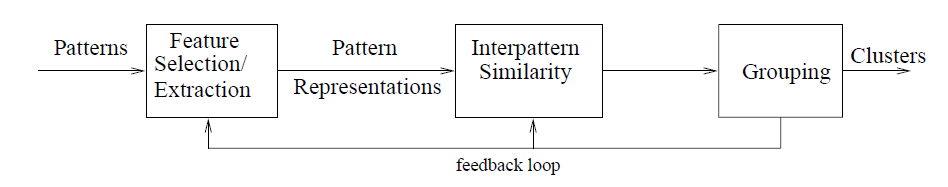 Patterns
Feature
Selection/
Extraction
Pattern
Representations
Interpattern
Similarity
Grouping
Clusters
feedback loop